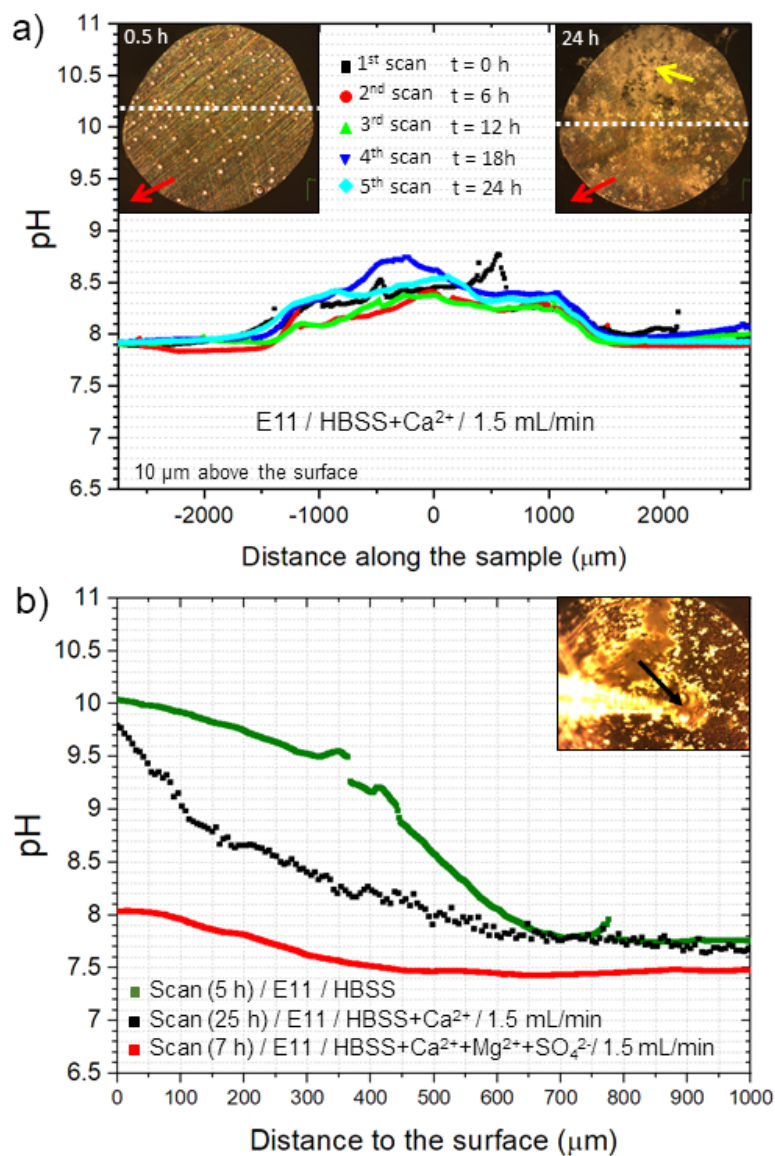 a)
11
10.5
10
9.5
9
8.5
8
7.5
7
6.5
pH
0.5 h
1st scan t = 0 h
2nd scan t = 6 h
3rd scan t = 12 h
4th scan t = 18h
5th scan t = 24 h
24 h
E11 / HBSS+Ca²⁺ / 1.5 mL/min
10 µm above the surface
-2000 -1000 0 1000 2000
Distance along the sample (µm)
b)
11
10.5
10
9.5
9
8.5
8
7.5
7
6.5
pH
Scan (5 h) / E11 / HBSS
Scan (25 h) / E11 / HBSS+Ca²⁺ / 1.5 mL/min
Scan (7 h) / E11 / HBSS+Ca²⁺+Mg²⁺+SO₄²⁻/ 1.5 mL/min
0 100 200 300 400 500 600 700 800 900 1000
Distance to the surface (µm)